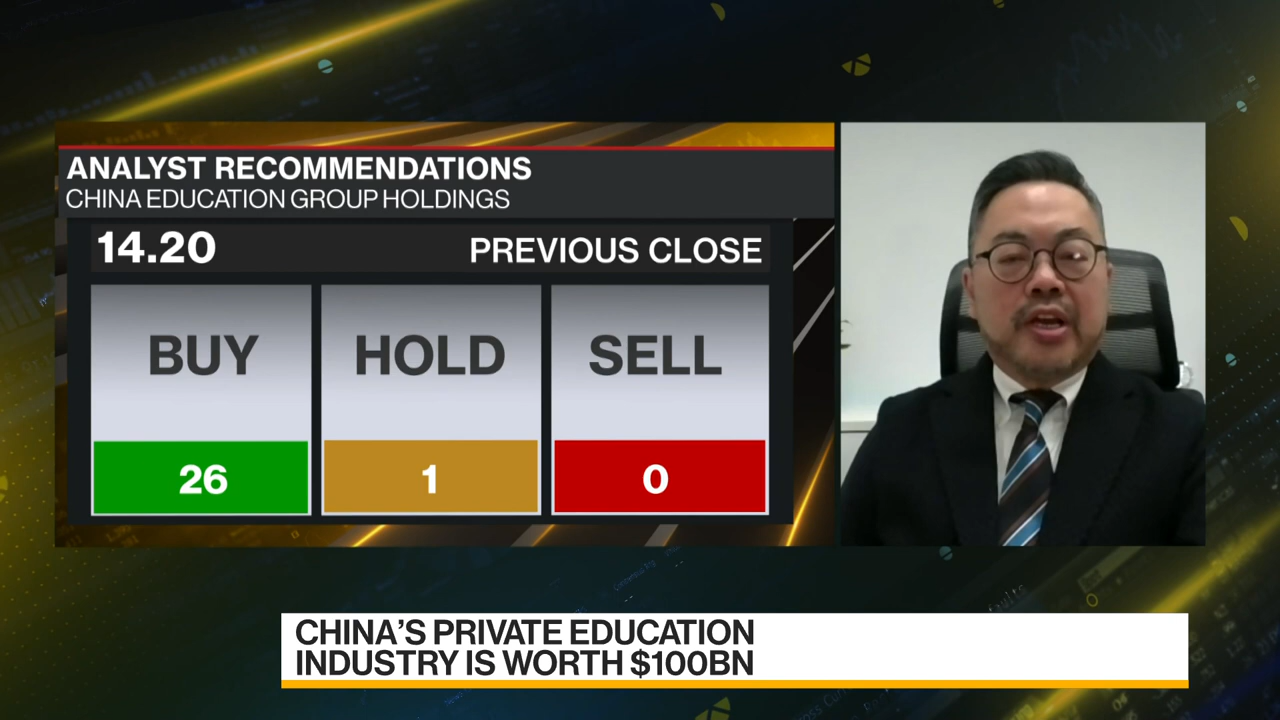 ANALYST RECOMMENDATIONS
CHINA EDUCATION GROUP HOLDINGS
14.20 PREVIOUS CLOSE
BUY HOLD SELL
26 1 0
CHINA'S PRIVATE EDUCATION
INDUSTRY IS WORTH $100BN